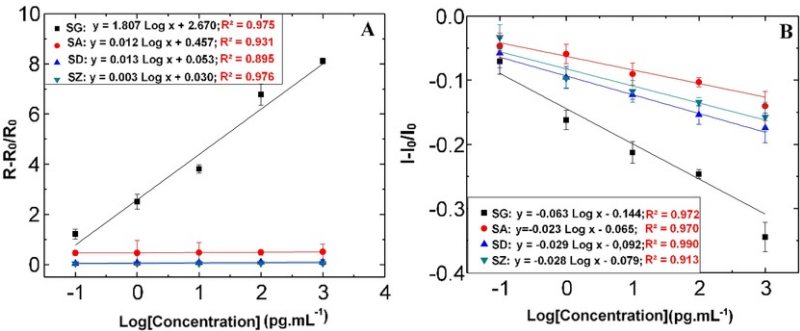 A
SG: y = 1.807 Log x + 2.670; R² = 0.975
SA: y = 0.012 Log x + 0.457; R² = 0.931
SD: y = 0.013 Log x + 0.053; R² = 0.895
SZ: y = 0.003 Log x + 0.030; R² = 0.976
R-R₀/R₀
10
8
6
4
2
0
-1 0 1 2 3
Log[Concentration] (pg.mL⁻¹)
B
I-I₀/I₀
0.0
-0.1
-0.2
-0.3
-0.4
SG: y = -0.063 Log x - 0.144; R² = 0.972
SA: y=-0.023 Log x - 0.065; R² = 0.970
SD: y = -0.029 Log x - 0.092; R² = 0.990
SZ: y = -0.028 Log x - 0.079; R² = 0.913
-1 0 1 2 3
Log[Concentration](pg.mL⁻¹)